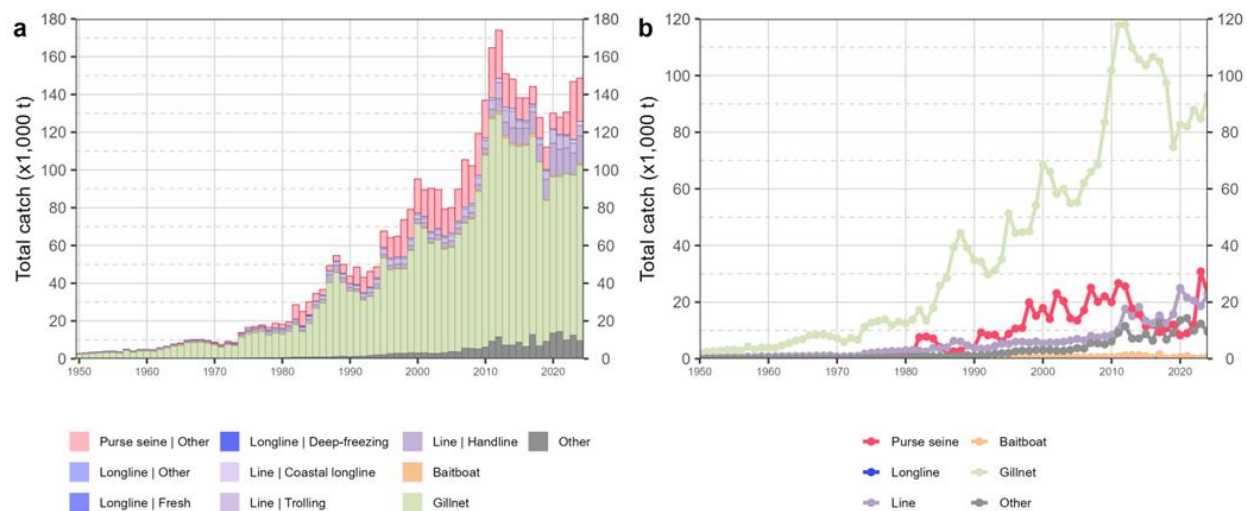 a
b
Total catch (x1,000 t)
180
160
140
120
100
80
60
40
20
0
180
160
140
120
100
80
60
40
20
0
1950 1960 1970 1980 1990 2000 2010 2020
Total catch (x1,000 t)
120
100
80
60
40
20
0
120
100
80
60
40
20
0
1950 1960 1970 1980 1990 2000 2010 2020
Purse seine | Other Longline | Deep-freezing Line | Handline Other
Longline | Other Line | Coastal longline Baitboat
Longline | Fresh Line | Trolling Gillnet
Purse seine Baitboat
Longline Gillnet
Line Other